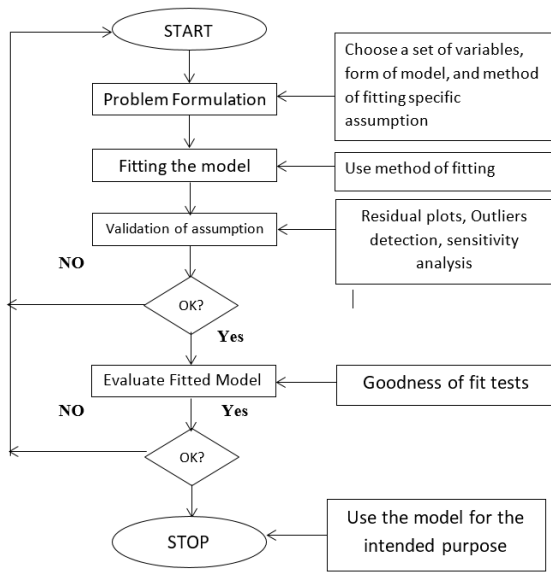 START
Choose a set of variables,
form of model, and method
of fitting specific
assumption
Problem Formulation
Fitting the model
Use method of fitting
Validation of assumption
Residual plots, Outliers
detection, sensitivity
analysis
NO
OK?
Yes
Evaluate Fitted Model
Goodness of fit tests
NO
Yes
OK?
STOP
Use the model for the
intended purpose